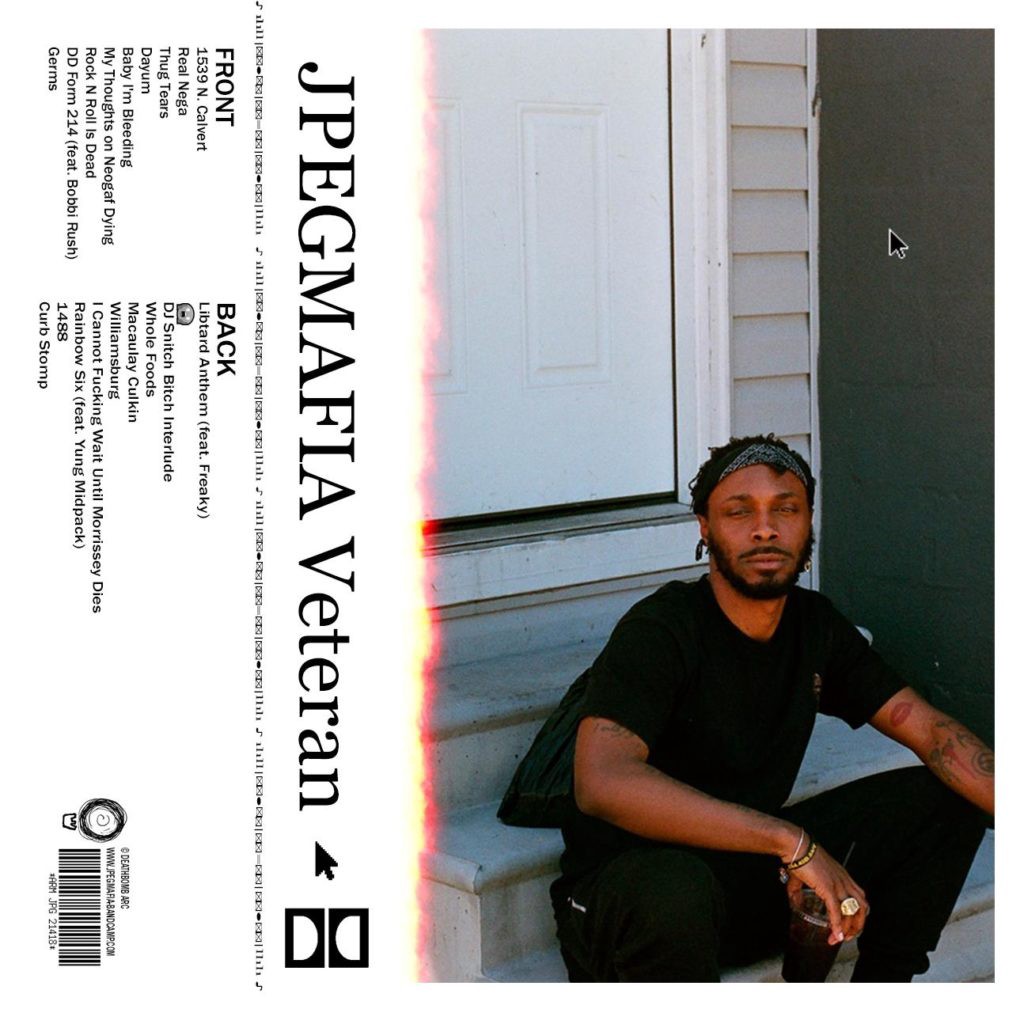 JPEGMAFIA Veteran
FRONT
1539 N. Calvert
Real Nega
Thug Tears
Dayum
Baby I'm Bleeding
My Thoughts on Neogaf Dying
Rock N Roll Is Dead
DD Form 214 (feat. Bobbi Rush)
Germs
BACK
Libtard Anthem (feat. Freaky)
DJ Snitch Bitch Interlude
Whole Foods
Macaulay Culkin
Williamsburg
I Cannot Fucking Wait Until Morrissey Dies
Rainbow Six (feat. Yung Midpack)
1488
Curb Stomp
© DEATHBOMB ARC
WWW.JPEGMAFIA.BANDCAMP.COM
*ARM JPG 21418*